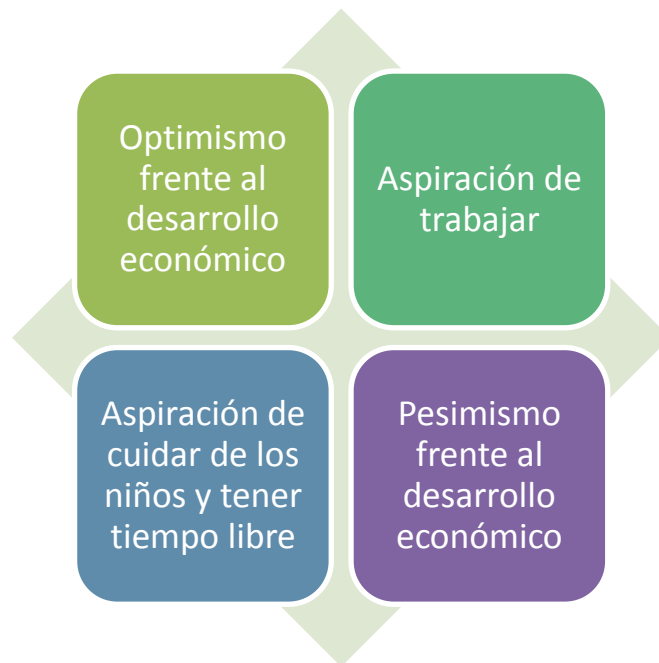 Optimismo
frente al
desarrollo
económico
Aspiración de
trabajar
Aspiración de
cuidar de los
niños y tener
tiempo libre
Pesimismo
frente al
desarrollo
económico